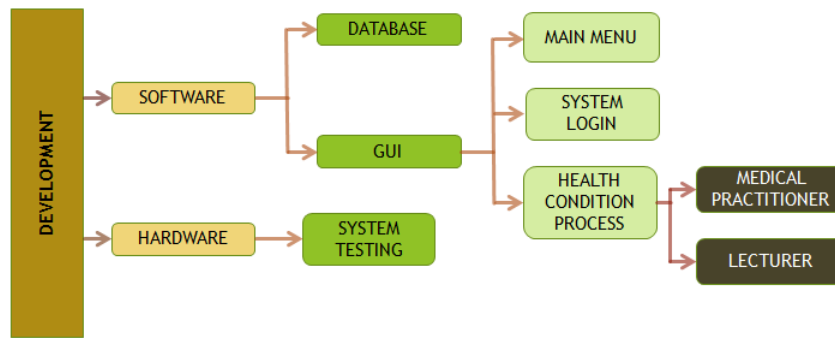 DEVELOPMENT
SOFTWARE
HARDWARE
DATABASE
GUI
SYSTEM
TESTING
MAIN MENU
SYSTEM
LOGIN
HEALTH
CONDITION
PROCESS
MEDICAL
PRACTITIONER
LECTURER